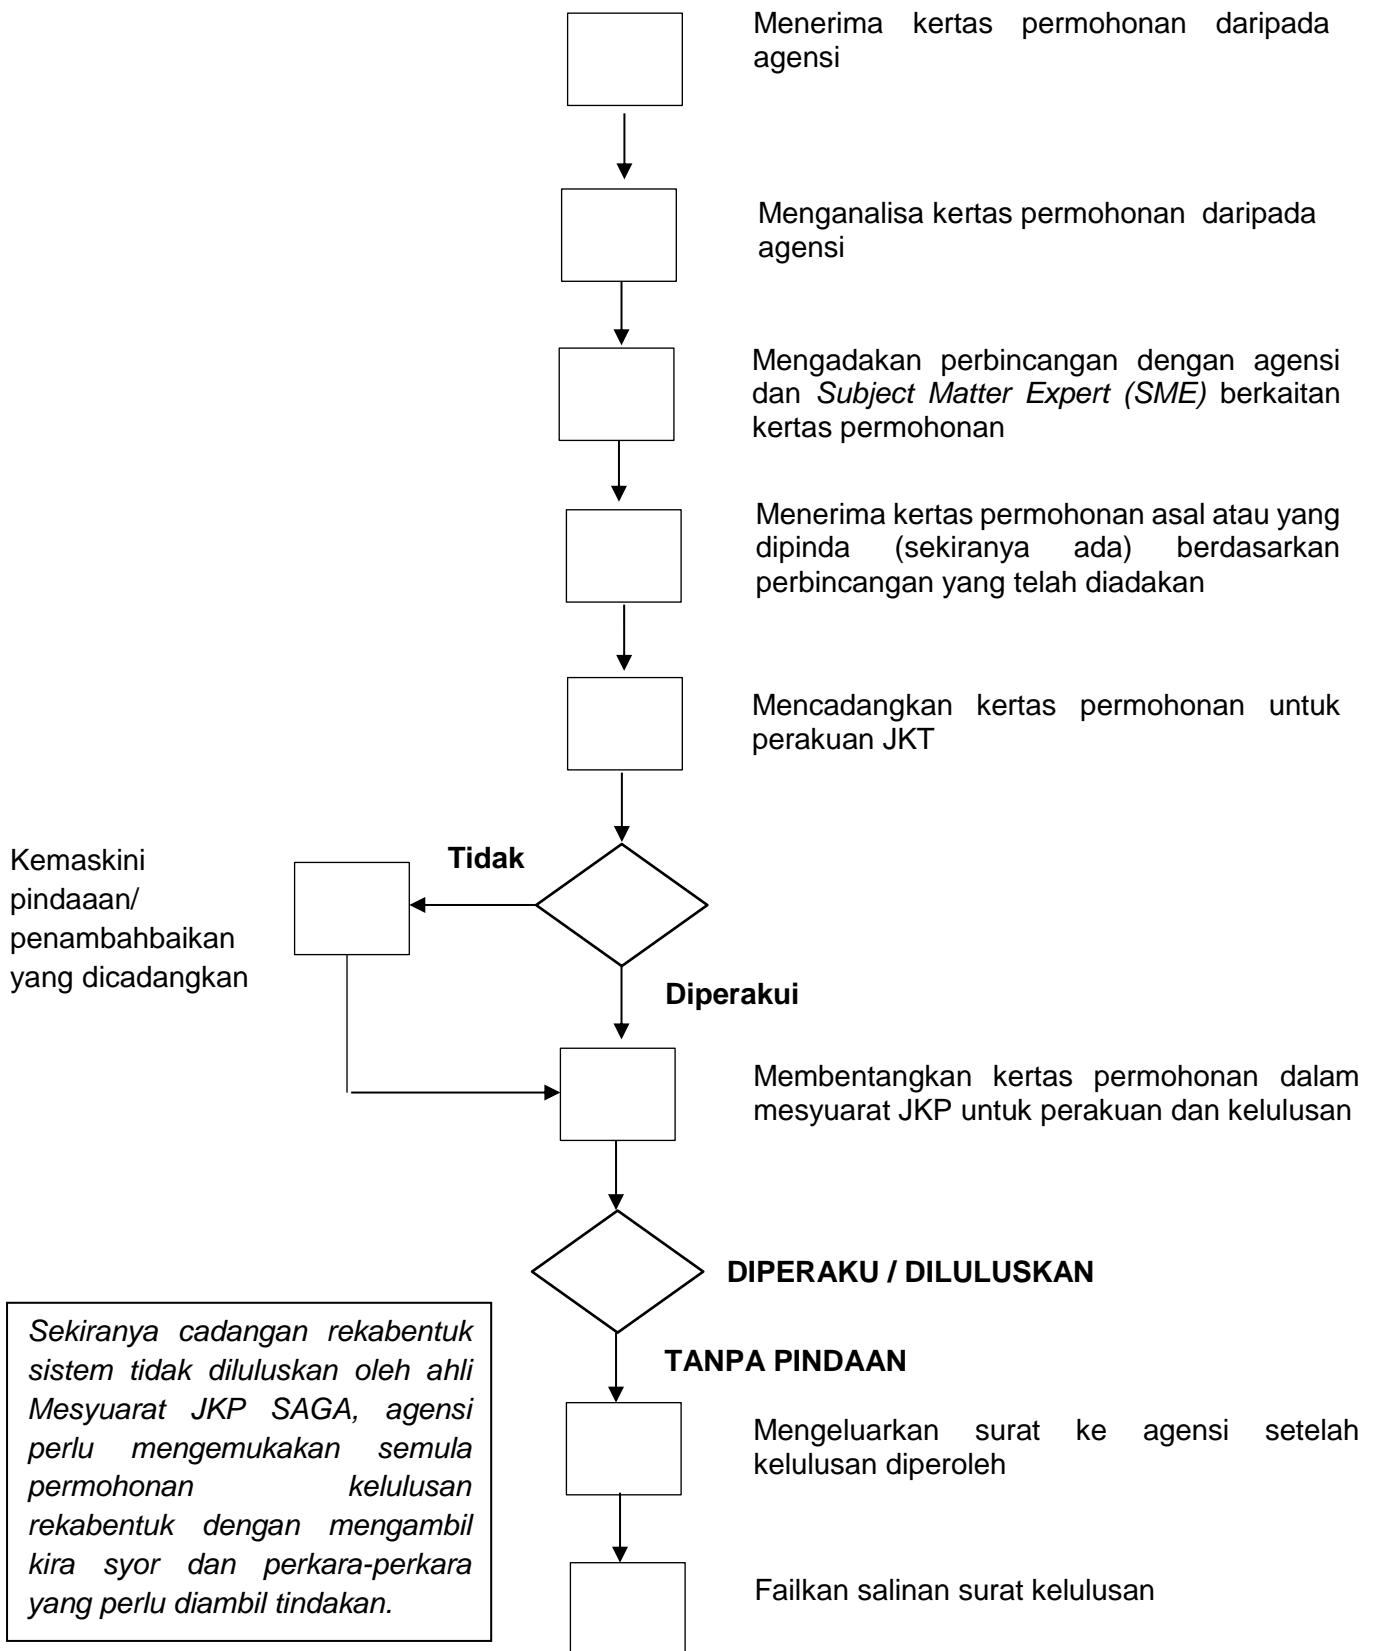 Menerima kertas permohonan daripada
agensi
Menganalisa kertas permohonan daripada
agensi
Mengadakan perbincangan dengan agensi
dan Subject Matter Expert (SME) berkaitan
kertas permohonan
Menerima kertas permohonan asal atau yang
dipinda (sekiranya ada) berdasarkan
perbincangan yang telah diadakan
Mencadangkan kertas permohonan untuk
perakuan JKT
Kemaskini
pindaaan/
penambahbaikan
yang dicadangkan
Tidak
Diperakui
Membentangkan kertas permohonan dalam
mesyuarat JKP untuk perakuan dan kelulusan
DIPERAKU / DILULUSKAN
TANPA PINDAAN
Sekiranya cadangan rekabentuk
sistem tidak diluluskan oleh ahli
Mesyuarat JKP SAGA, agensi
perlu mengemukakan semula
permohonan kelulusan
rekabentuk dengan mengambil
kira syor dan perkara-perkara
yang perlu diambil tindakan.
Mengeluarkan surat ke agensi setelah
kelulusan diperoleh
Failkan salinan surat kelulusan